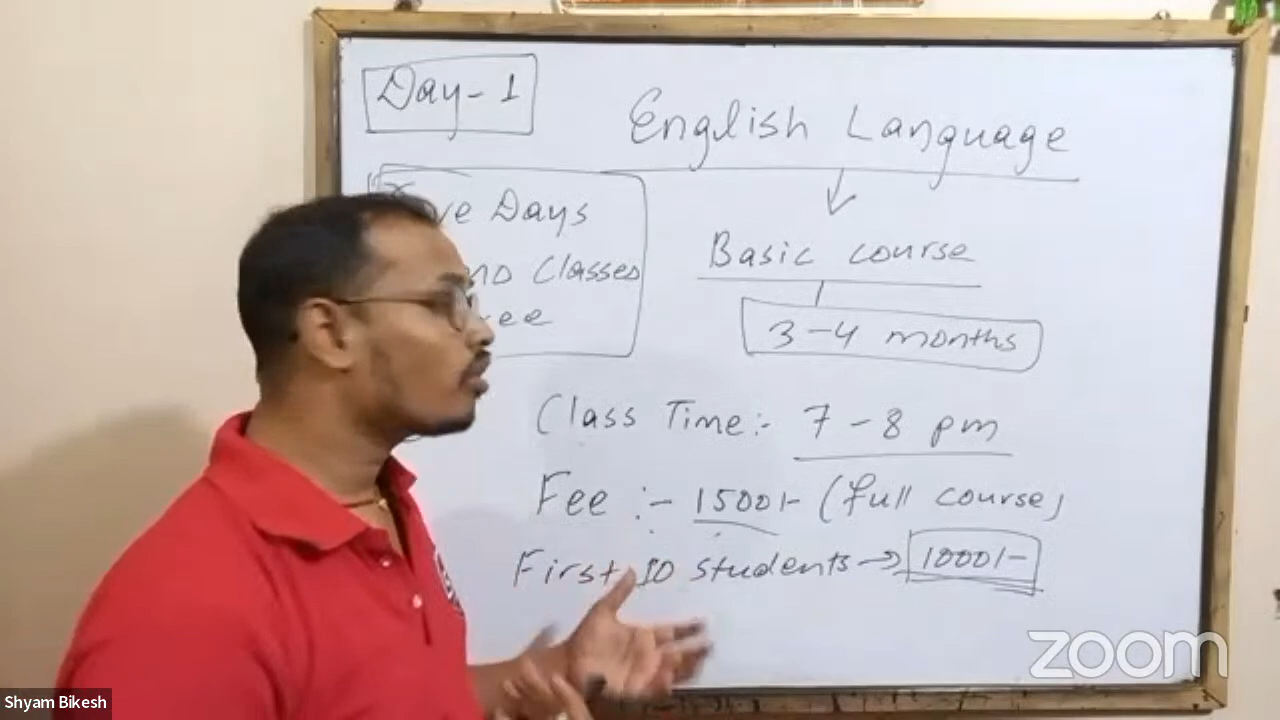 Day-1
English Language
Days
Classes
Basic course
3-4 months
Class Time:- 7-8 pm
Fee :- 1500/- (full course)
First 10 students → 1000/-
zoom
Shyam Bikesh